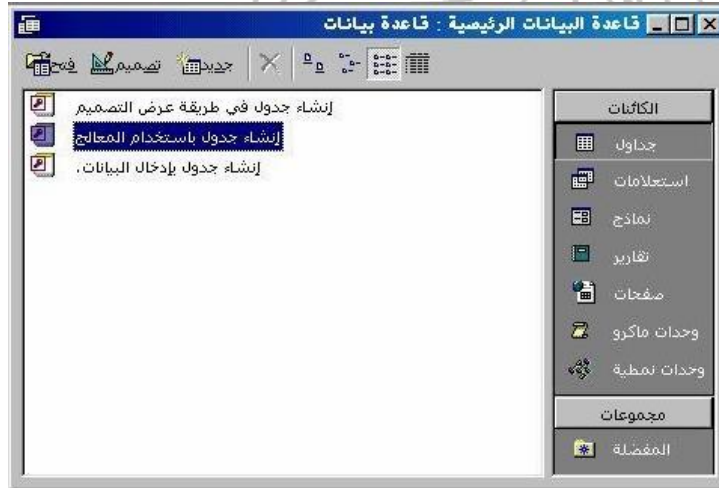 قاعدة البيانات الرئيصية : قاعدة بيانات
فتح تصميم جديد
الكائنات
جداول
استعلامات
نماذج
تقارير
صفحات
وحدات ماكرو
وحدات نمطية
مجموعات
المفضلة
إنشاء جدول في طريقة عرض التصميم
إنشاء جدول باستخدام المعالج
إنشاء جدول بإدخال البيانات.